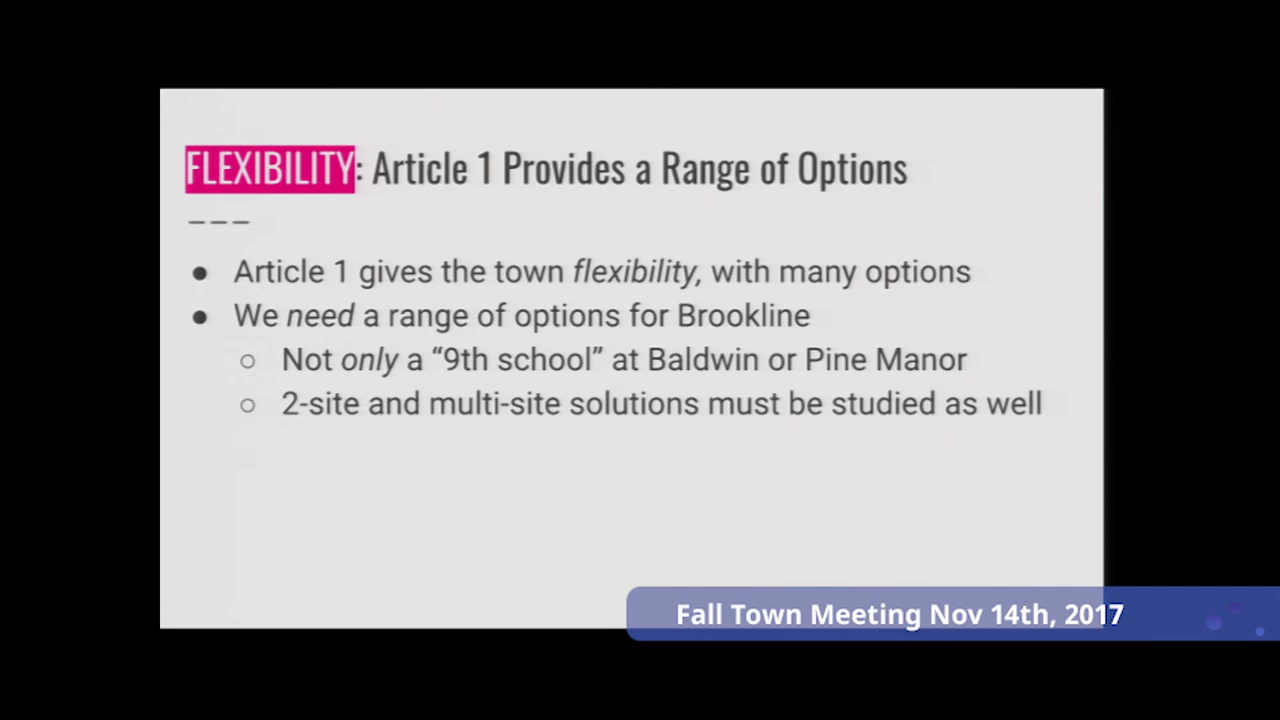 FLEXIBILITY: Article 1 Provides a Range of Options
–––
● Article 1 gives the town flexibility, with many options
● We need a range of options for Brookline
○ Not only a “9th school” at Baldwin or Pine Manor
○ 2-site and multi-site solutions must be studied as well
Fall Town Meeting Nov 14th, 2017